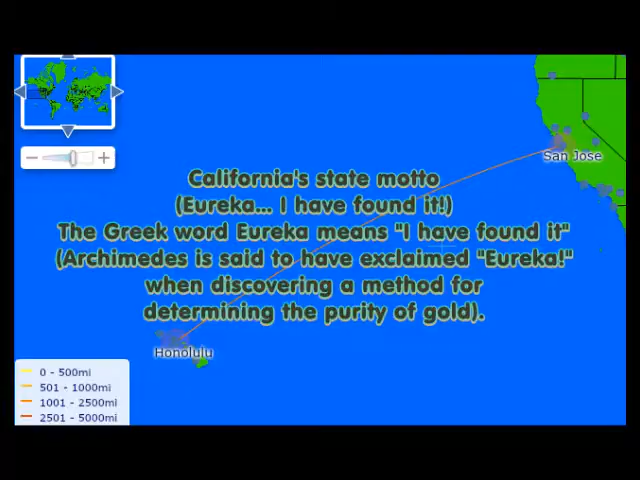 San Jose
California's state motto
(Eureka... I have found it!)
The Greek word Eureka means "I have found it"
(Archimedes is said to have exclaimed "Eureka!"
when discovering a method for
determining the purity of gold).
Honolulu
0 - 500mi
501 - 1000mi
1001 - 2500mi
2501 - 5000mi